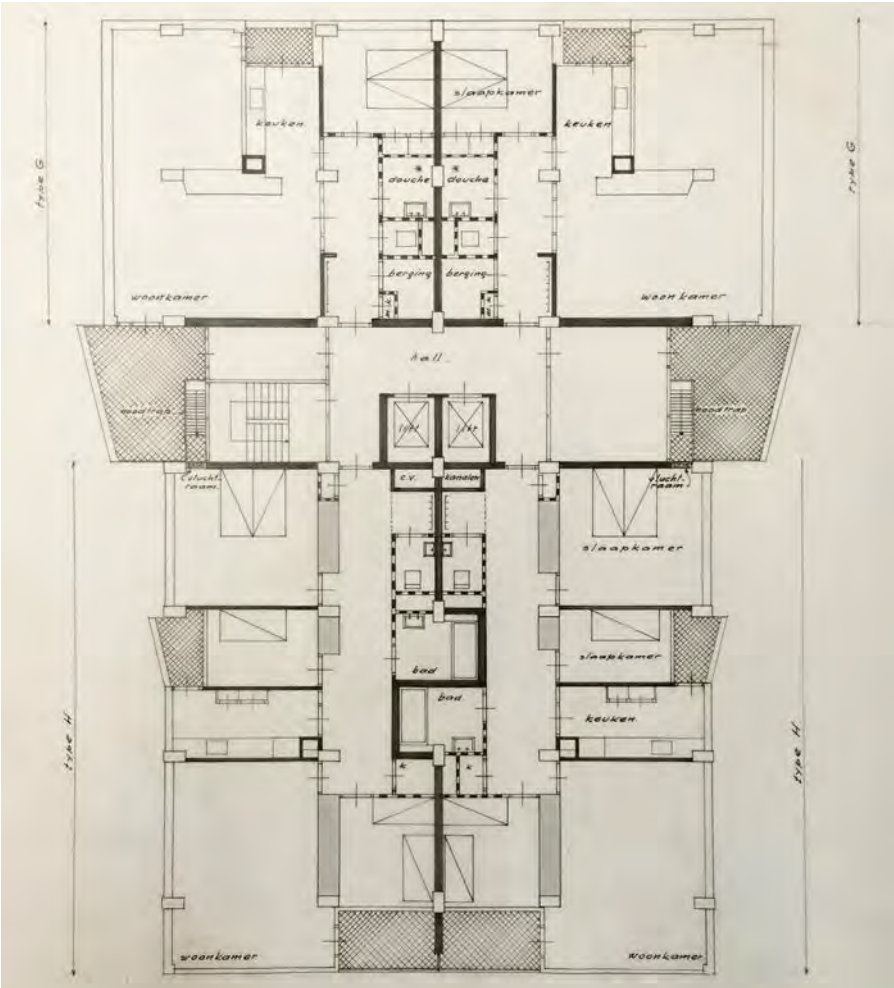 slaapkamer
keuken
keuken
type G
type G
douche
douche
berging
berging
m.k
m.k
woonkamer
woonkamer
hall
noodtrap
noodtrap
lift
lift
vlucht-
raam
c.v.
kanalen
vlucht-
raam
slaapkamer
slaapkamer
bad
bad
keuken
type H
type H
k
k
woonkamer
woonkamer